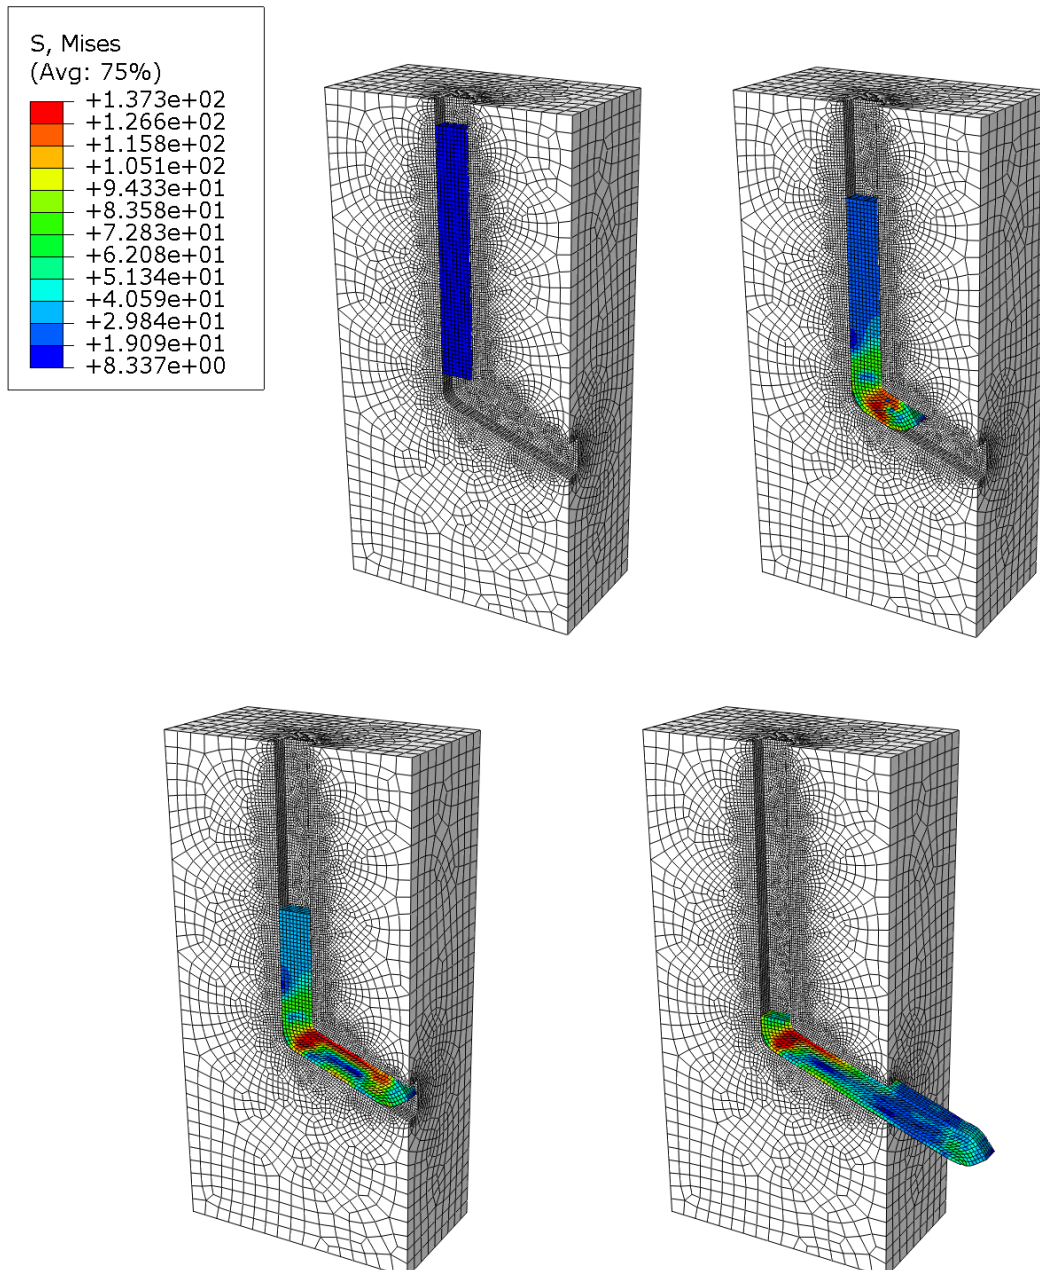 S, Mises
(Avg: 75%)
+1.373e+02
+1.266e+02
+1.158e+02
+1.051e+02
+9.433e+01
+8.358e+01
+7.283e+01
+6.208e+01
+5.134e+01
+4.059e+01
+2.984e+01
+1.909e+01
+8.337e+00